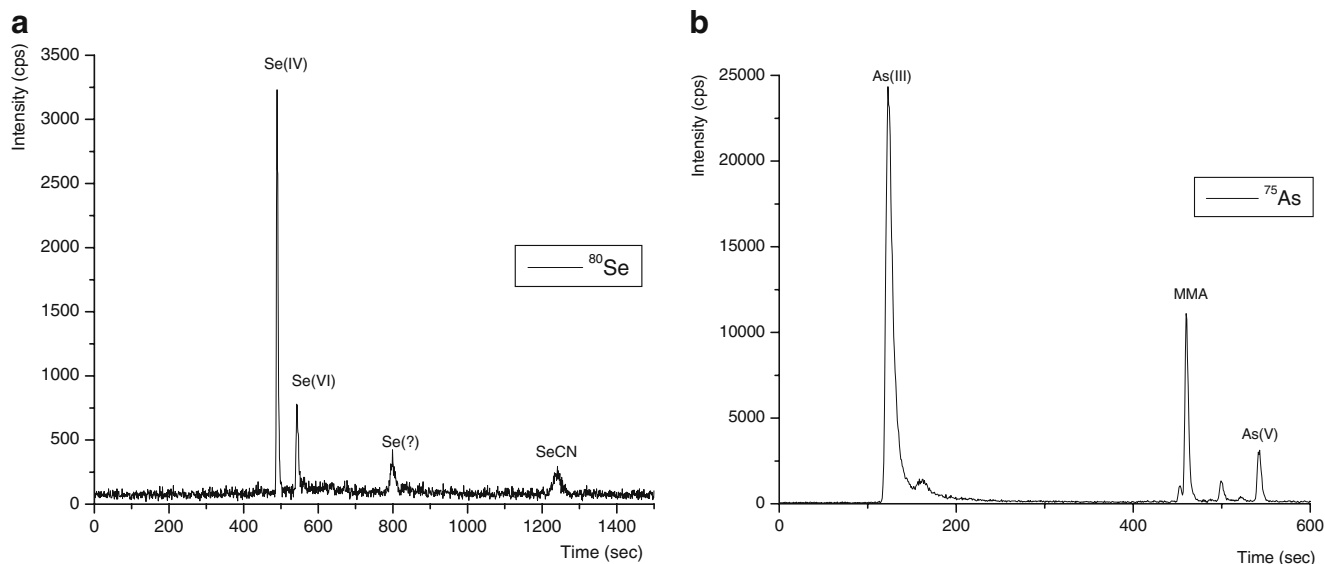 a
Intensity (cps)
3500
3000
2500
2000
1500
1000
500
0
Se(IV)
Se(VI)
Se(?)
SeCN
⁸⁰Se
0 200 400 600 800 1000 1200 1400
Time (sec)
b
Intensity (cps)
25000
20000
15000
10000
5000
0
As(III)
MMA
As(V)
⁷⁵As
0 200 400 600
Time (sec)